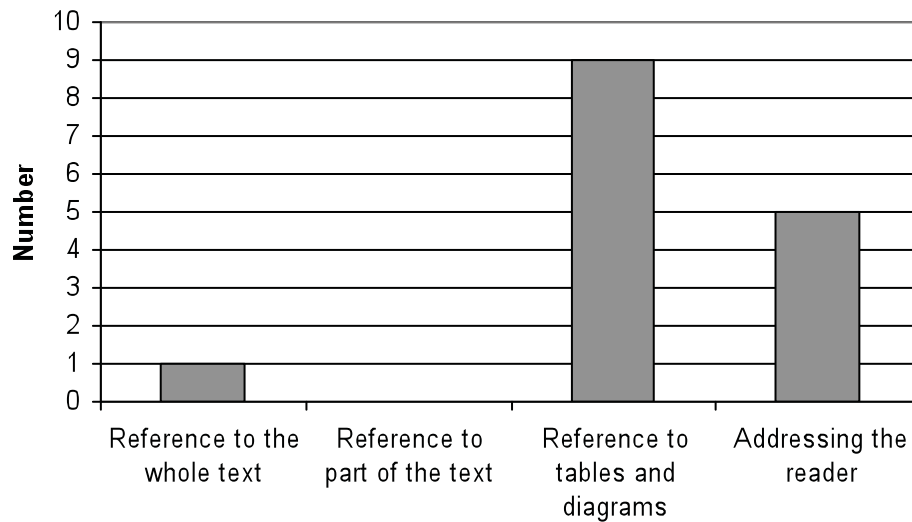 10
9
8
7
6
5
4
3
2
1
0
Number
Reference to the
whole text
Reference to
part of the text
Reference to
tables and
diagrams
Addressing the
reader